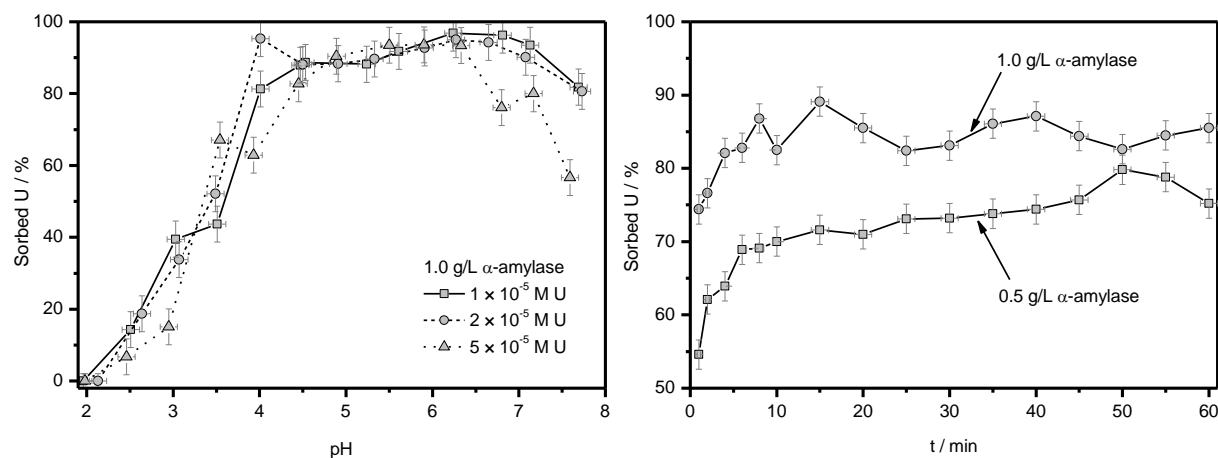 100
80
60
40
20
0
Sorbed U / %
2 3 4 5 6 7 8
pH
1.0 g/L α-amylase
1 × 10⁻⁵ M U
2 × 10⁻⁵ M U
5 × 10⁻⁵ M U
100
90
80
70
60
50
Sorbed U / %
0 10 20 30 40 50 60
t / min
1.0 g/L α-amylase
0.5 g/L α-amylase